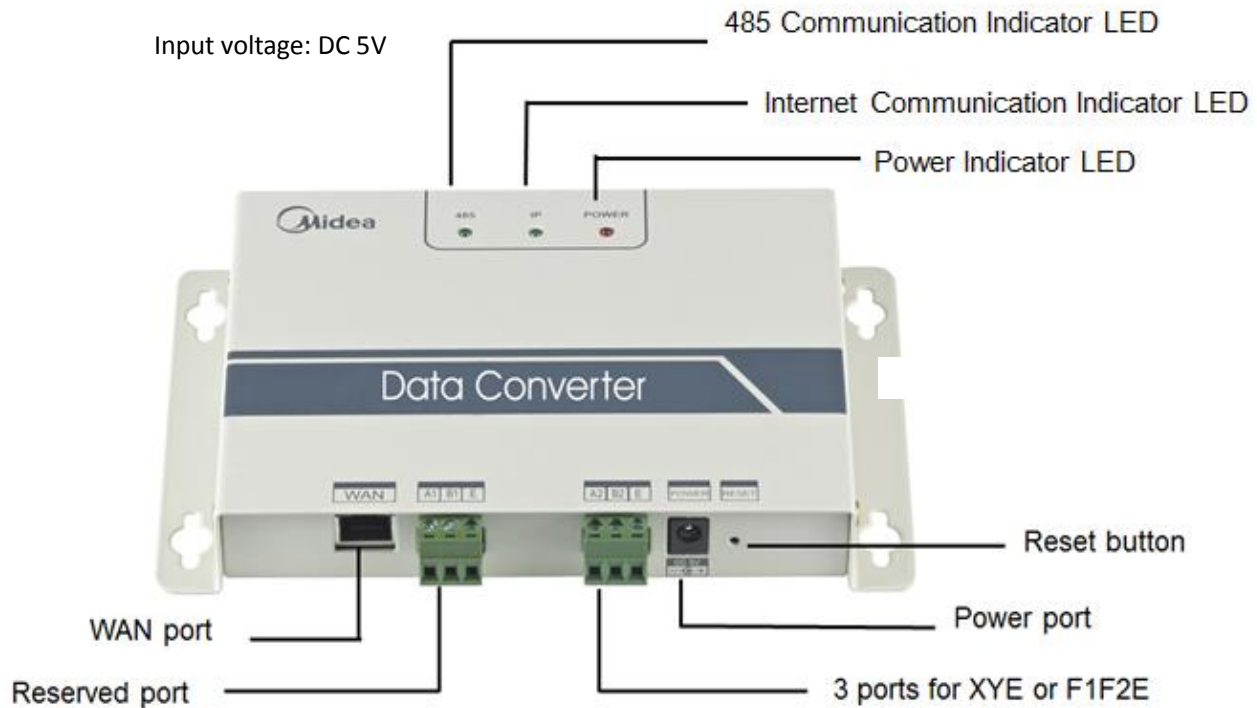 485 Communication Indicator LED
Input voltage: DC 5V
Internet Communication Indicator LED
Power Indicator LED
Midea
485 IP POWER
Data Converter
WAN A1 B1 E A2 B2 E POWER RESET
DC 5V
Reset button
WAN port
Power port
Reserved port
3 ports for XYE or F1F2E